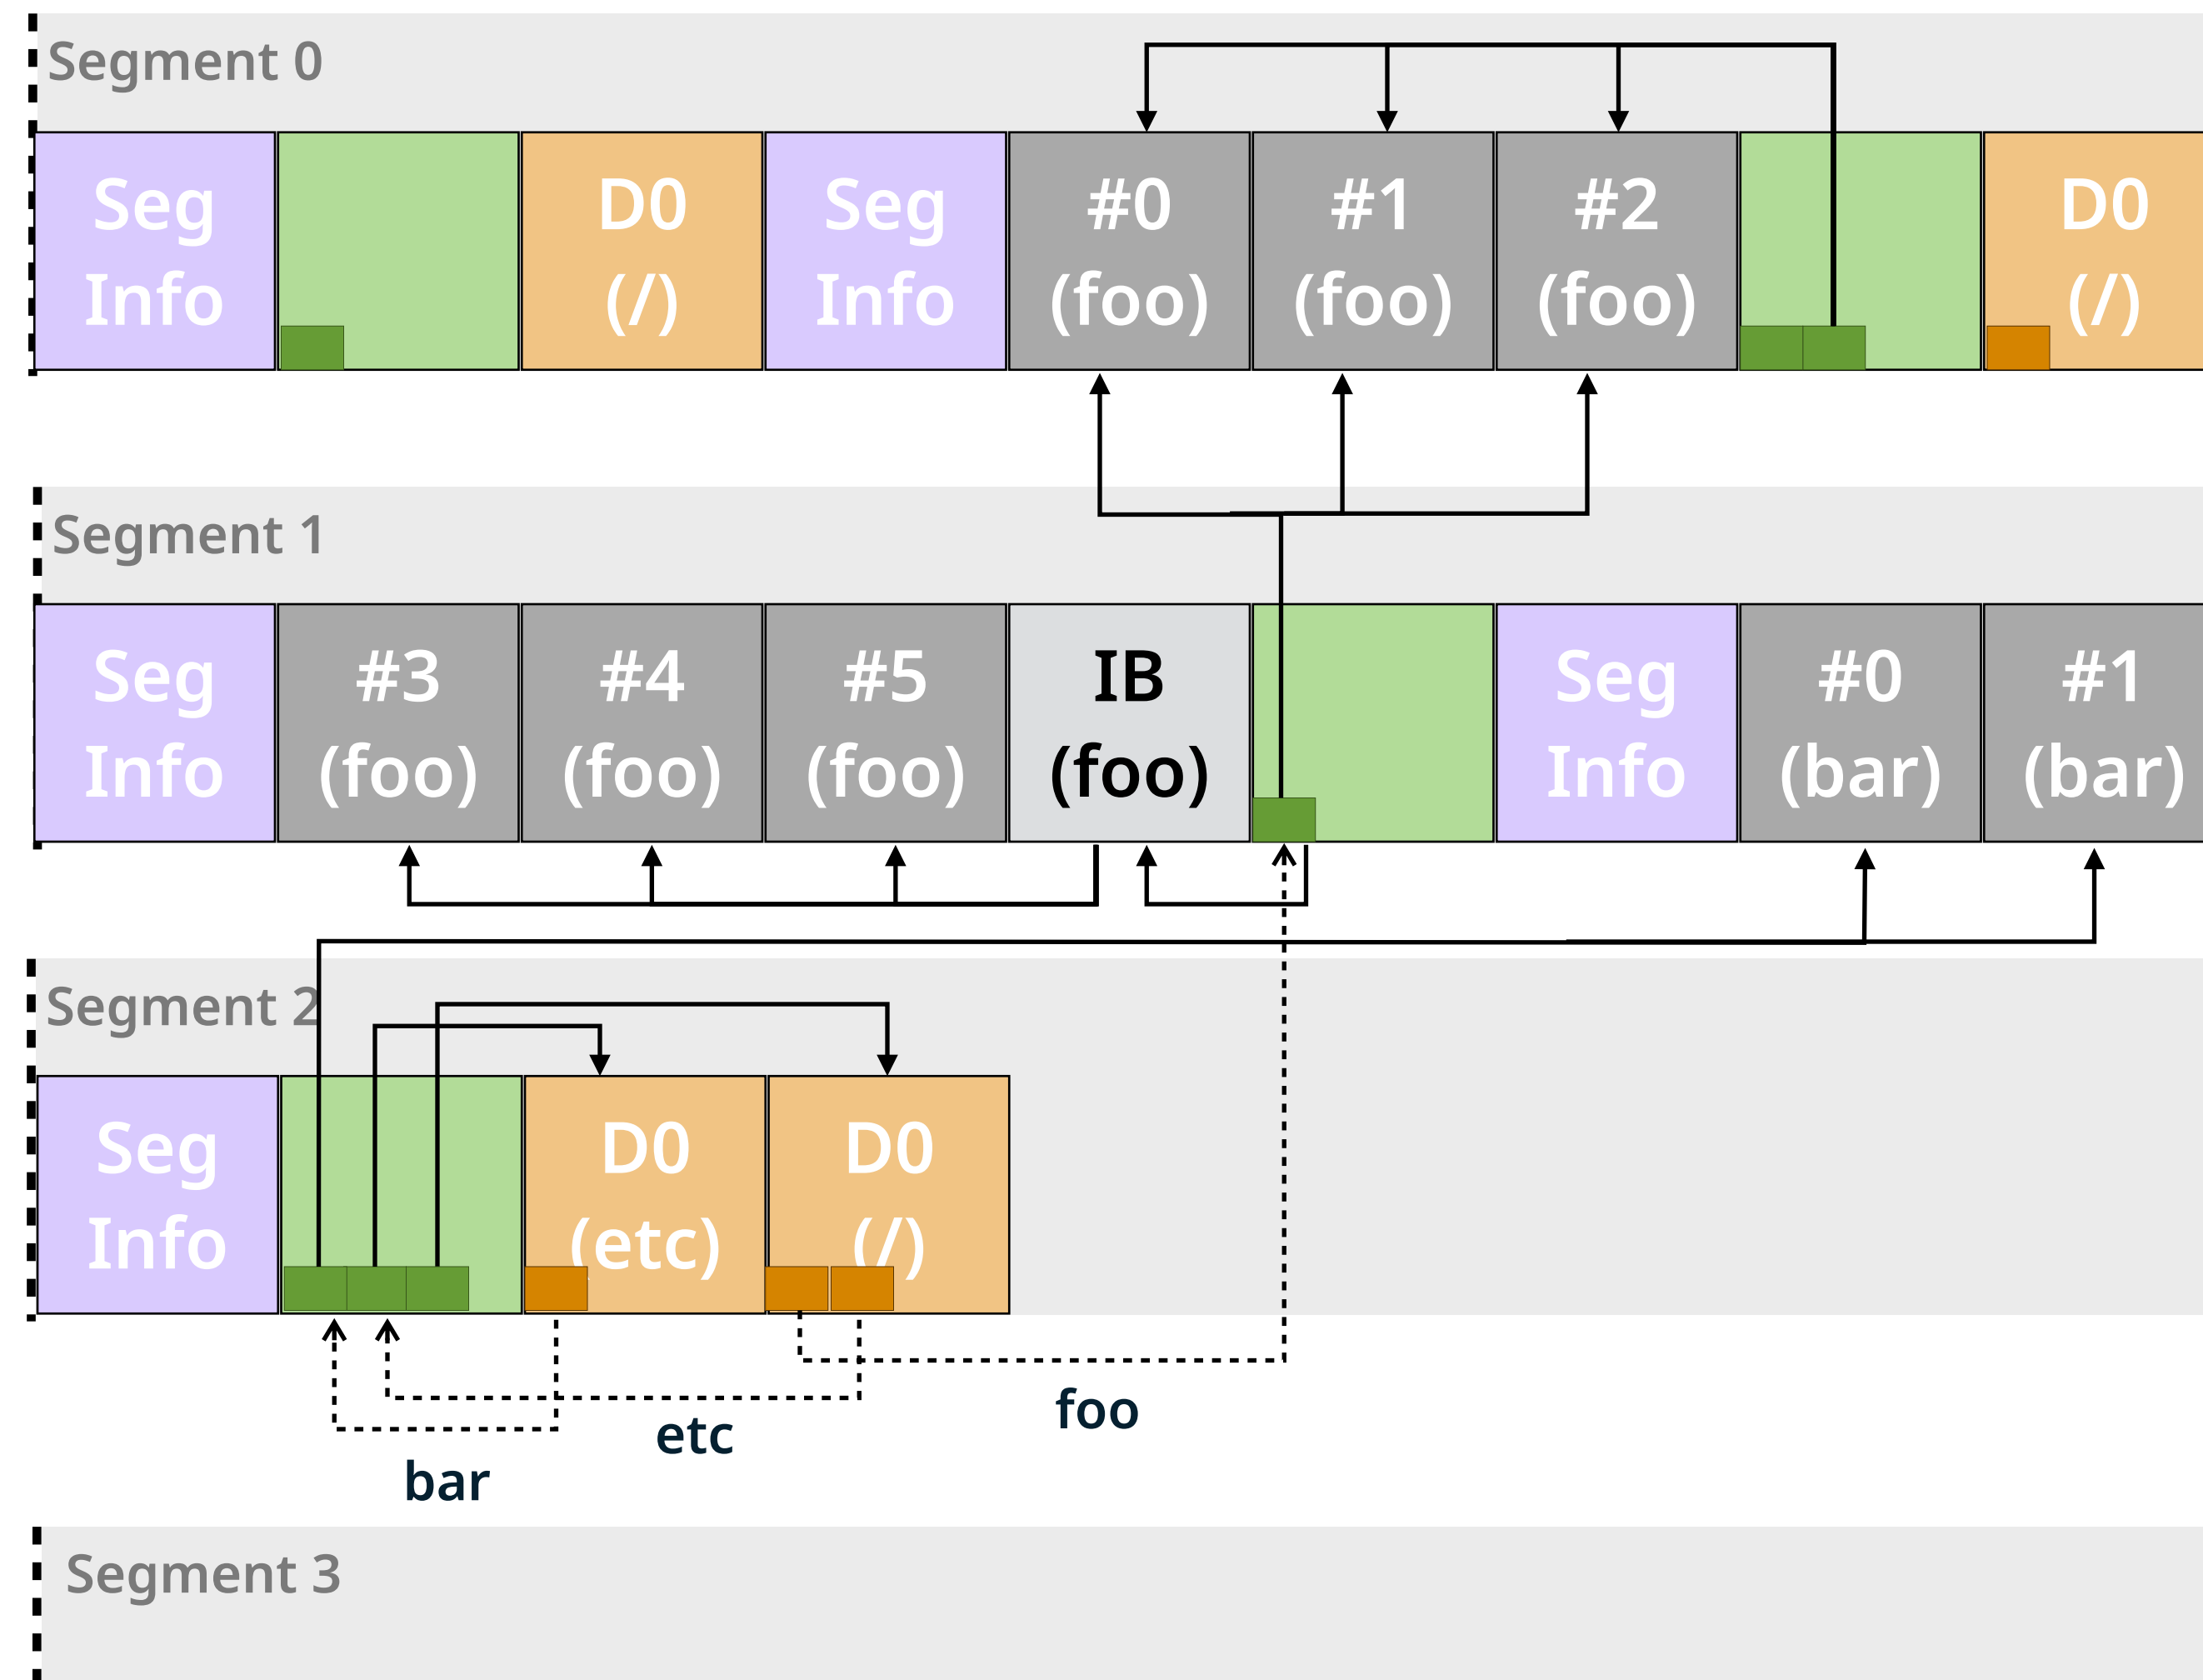 Segment 0
Seg Info
D0 (/)
Seg Info
#0 (foo)
#1 (foo)
#2 (foo)
D0 (/)
Segment 1
Seg Info
#3 (foo)
#4 (foo)
#5 (foo)
IB (foo)
Seg Info
#0 (bar)
#1 (bar)
Segment 2
Seg Info
D0 (etc)
D0 (/)
foo
etc
bar
Segment 3